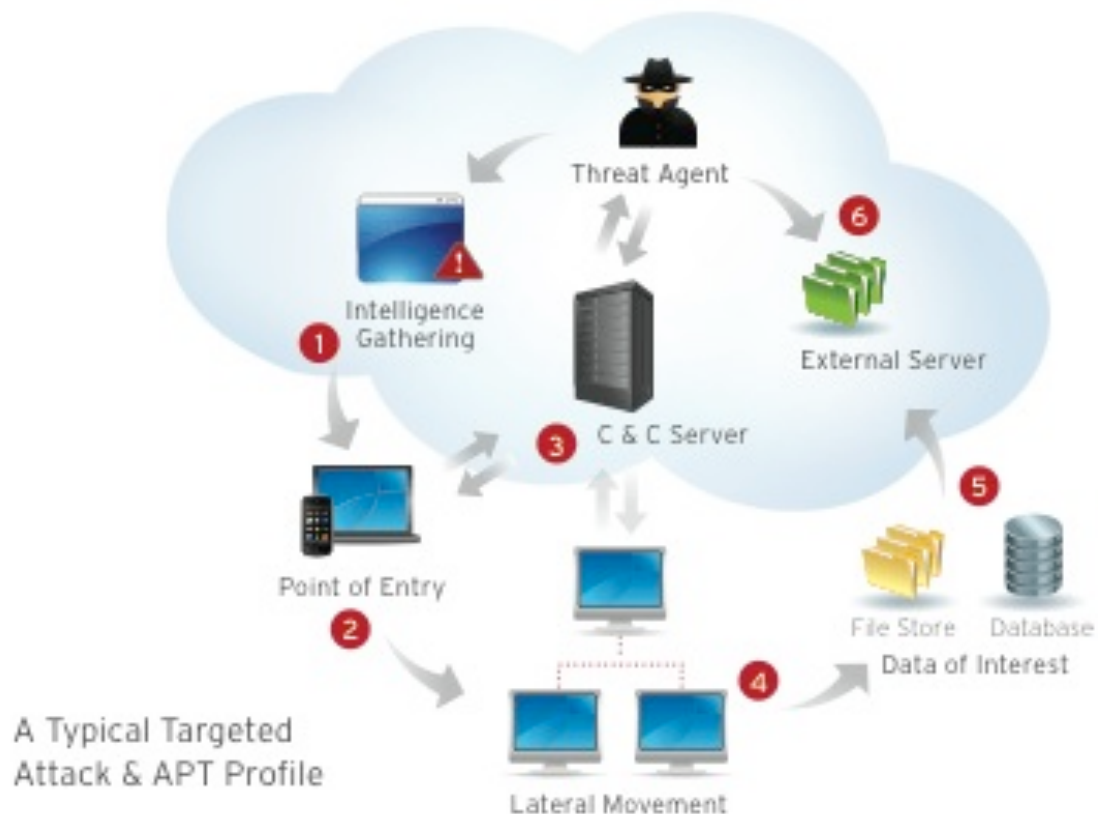 Threat Agent
6
Intelligence
Gathering
1
External Server
3
C & C Server
5
Point of Entry
2
File Store
Database
Data of Interest
4
A Typical Targeted
Attack & APT Profile
Lateral Movement